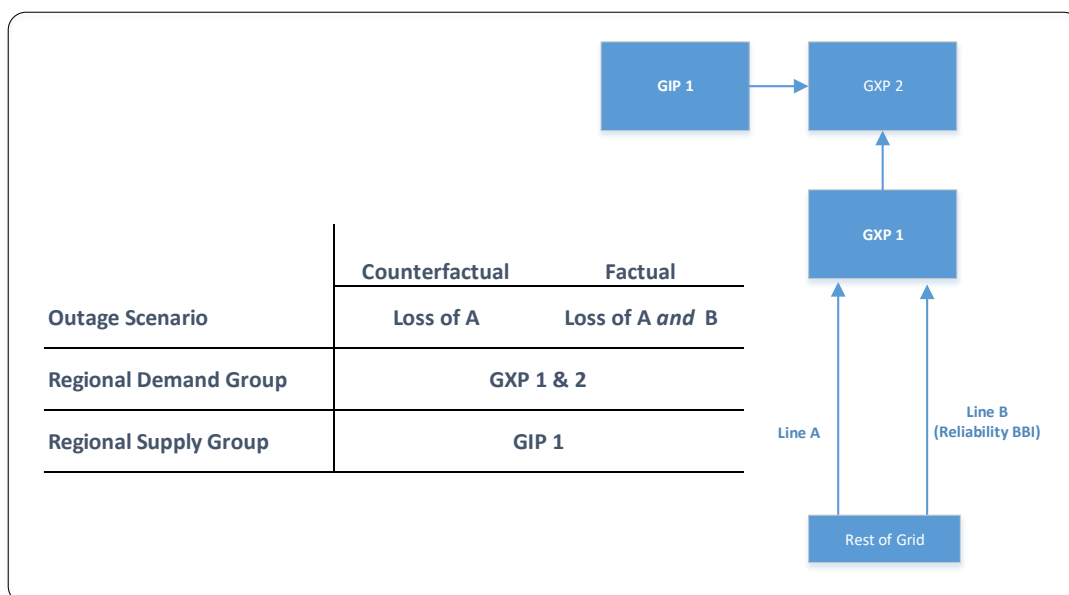 GIP 1
GXP 2
GXP 1
Counterfactual Factual
Outage Scenario Loss of A Loss of A and B
Regional Demand Group GXP 1 & 2
Regional Supply Group GIP 1
Line A
Line B
(Reliability BBI)
Rest of Grid